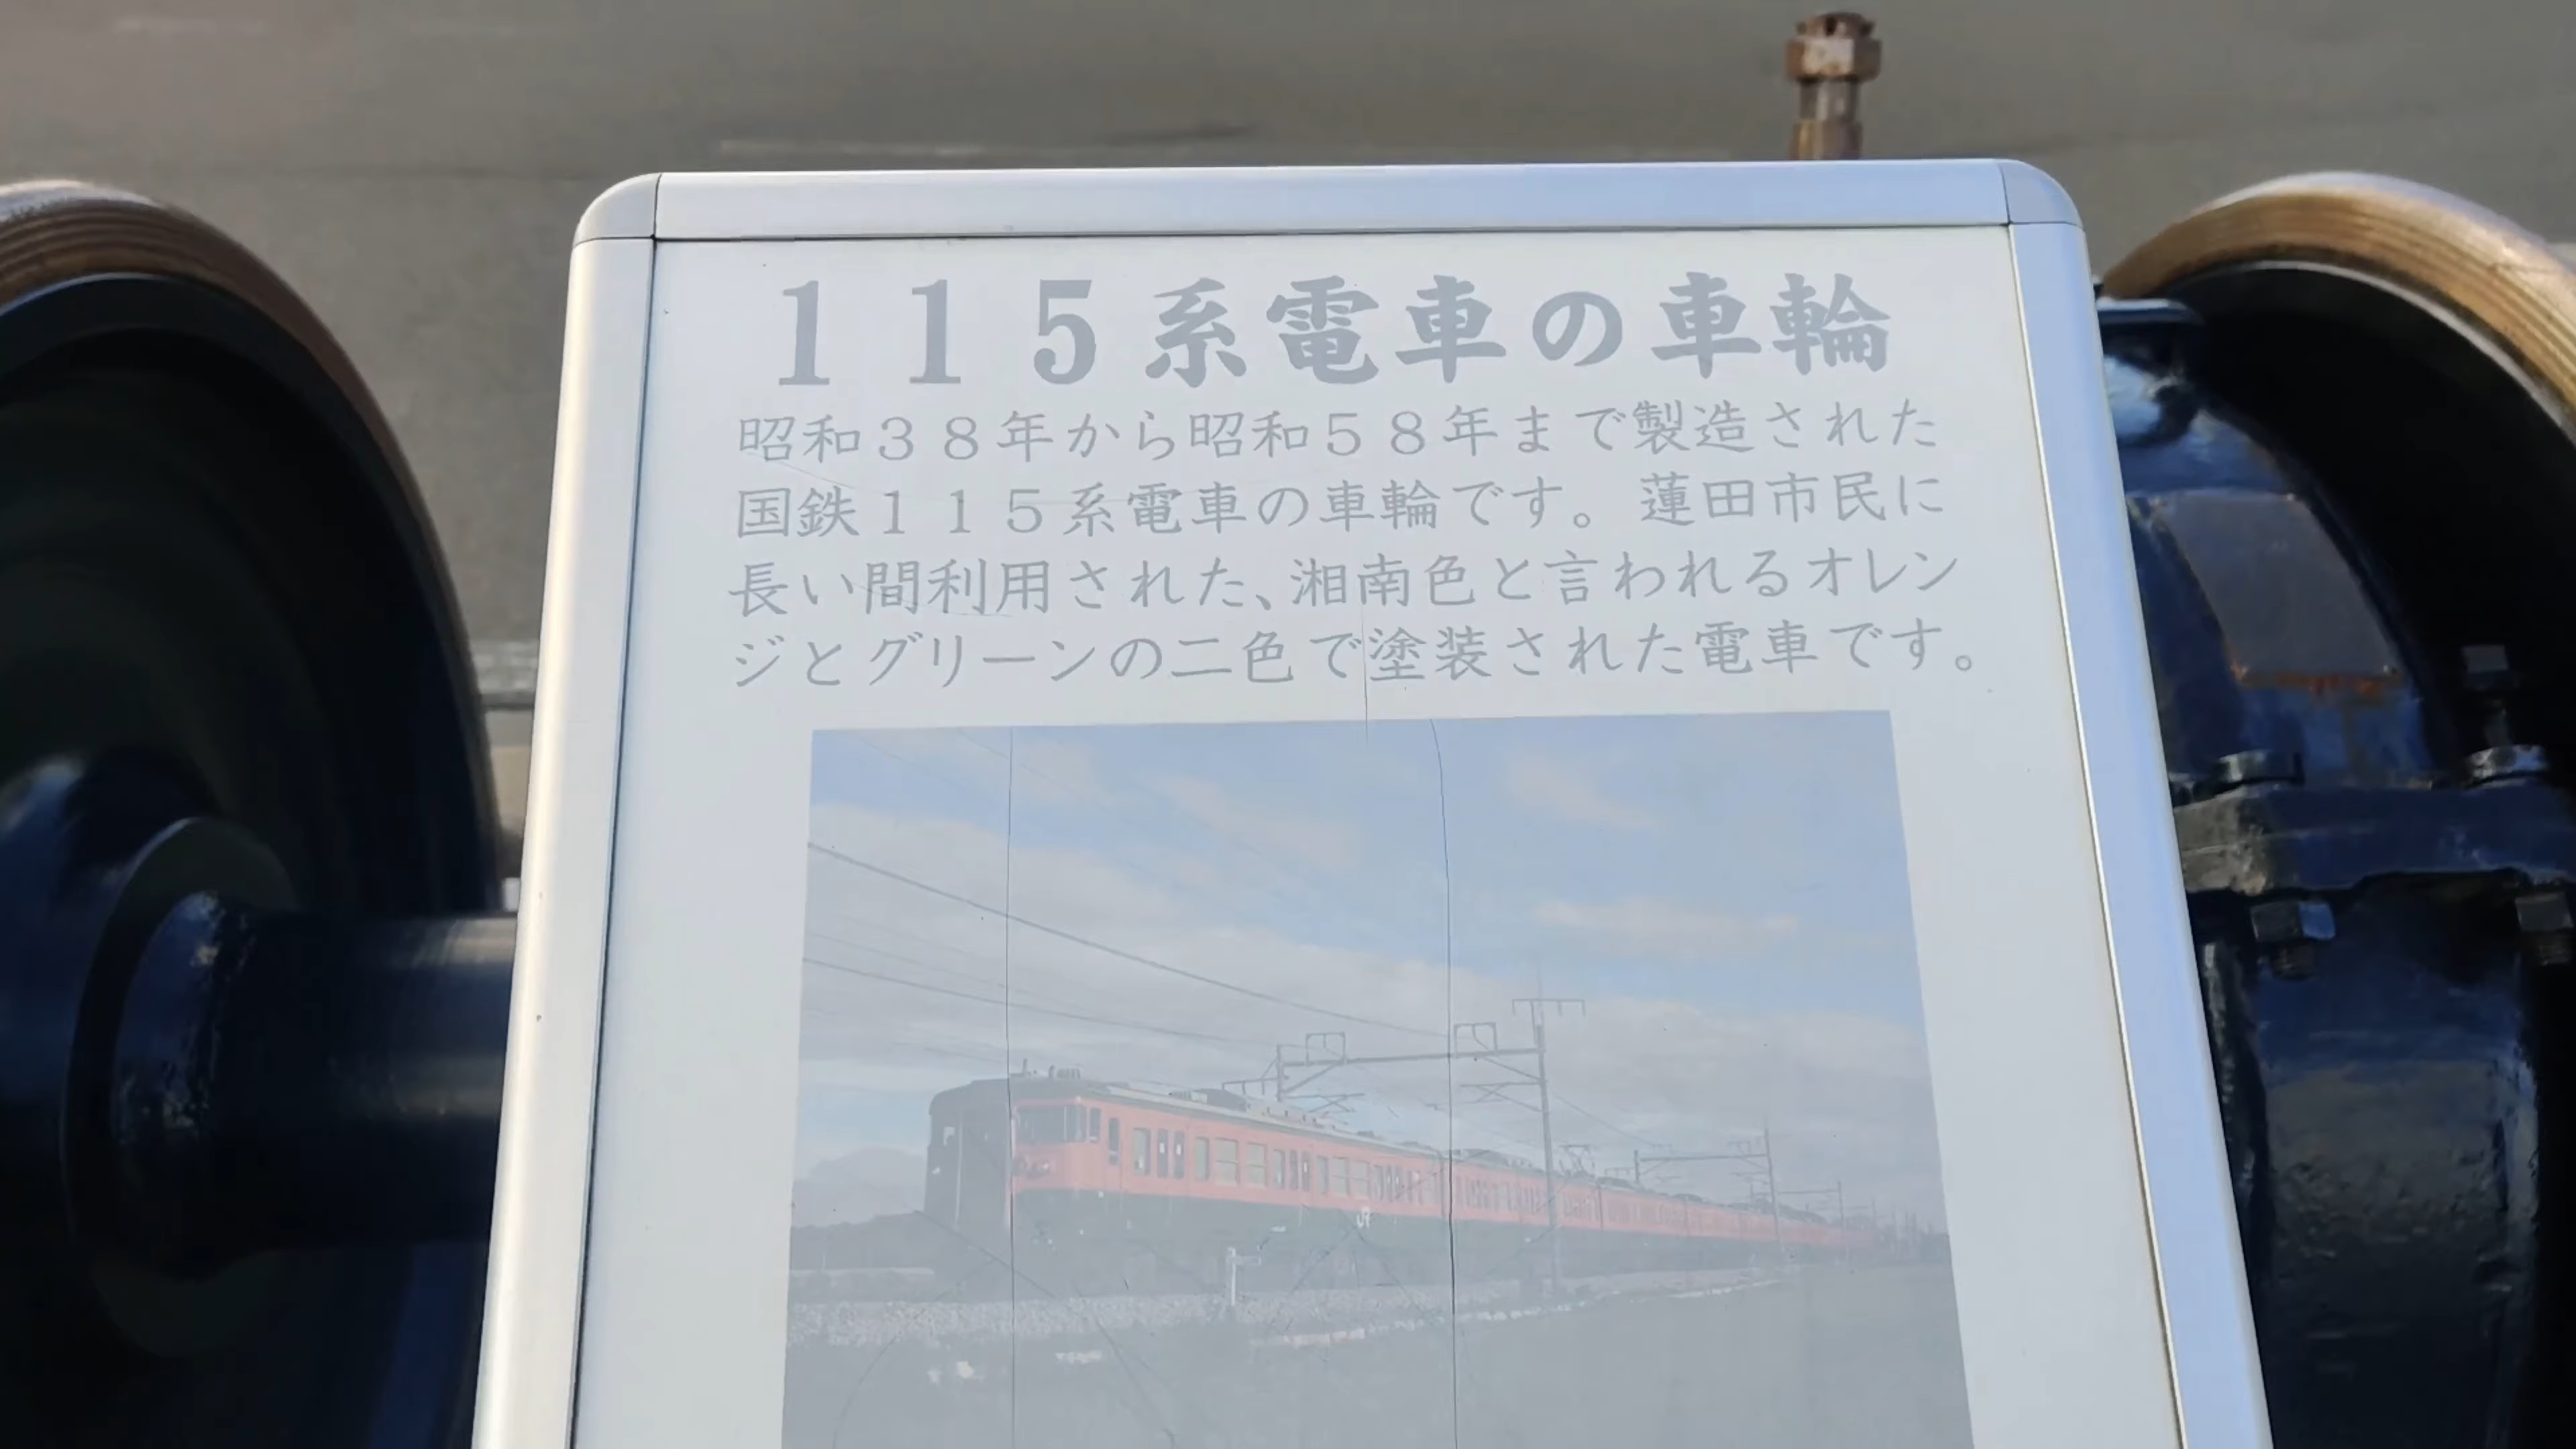 １１５系電車の車輪
昭和３８年から昭和５８年まで製造された
国鉄１１５系電車の車輪です。蓮田市民に
長い間利用された、湘南色と言われるオレン
ジとグリーンの二色で塗装された電車です。
JR